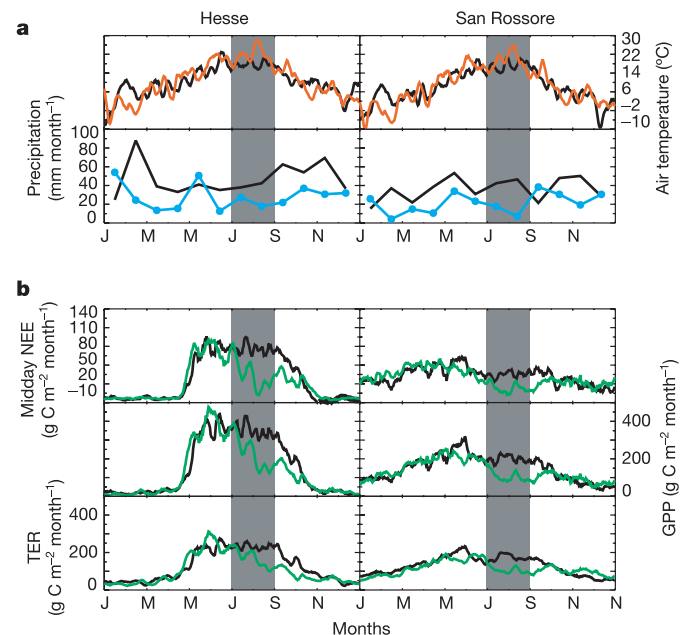 Hesse
San Rossore
a
30
22
14
6
−2
−10
Air temperature (°C)
Precipitation
(mm month−1)
100
80
60
40
20
0
J M M J S N J M M J S N
b
Midday NEE
(g C m−2 month−1)
140
110
80
50
20
−10
400
200
0
GPP (g C m−2 month−1)
TER
(g C m−2 month−1)
400
200
0
J M M J S N J M M J S N N
Months